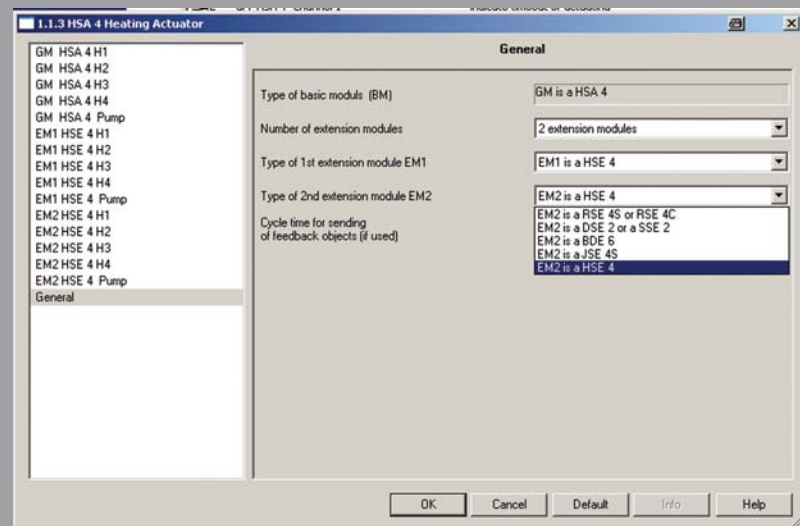 1.1.3 HSA 4 Heating Actuator
GM HSA 4 H1
GM HSA 4 H2
GM HSA 4 H3
GM HSA 4 H4
GM HSA 4 Pump
EM1 HSE 4 H1
EM1 HSE 4 H2
EM1 HSE 4 H3
EM1 HSE 4 H4
EM1 HSE 4 Pump
EM2 HSE 4 H1
EM2 HSE 4 H2
EM2 HSE 4 H3
EM2 HSE 4 H4
EM2 HSE 4 Pump
General
General
Type of basic moduls (BM)
GM is a HSA 4
Number of extension modules
2 extension modules
Type of 1st extension module EM1
EM1 is a HSE 4
Type of 2nd extension module EM2
EM2 is a HSE 4
Cycle time for sending
of feedback objects (if used)
EM2 is a RSE 4S or RSE 4C
EM2 is a DSE 2 or a SSE 2
EM2 is a BDE 6
EM2 is a JSE 4S
EM2 is a HSE 4
OK
Cancel
Default
Info
Help